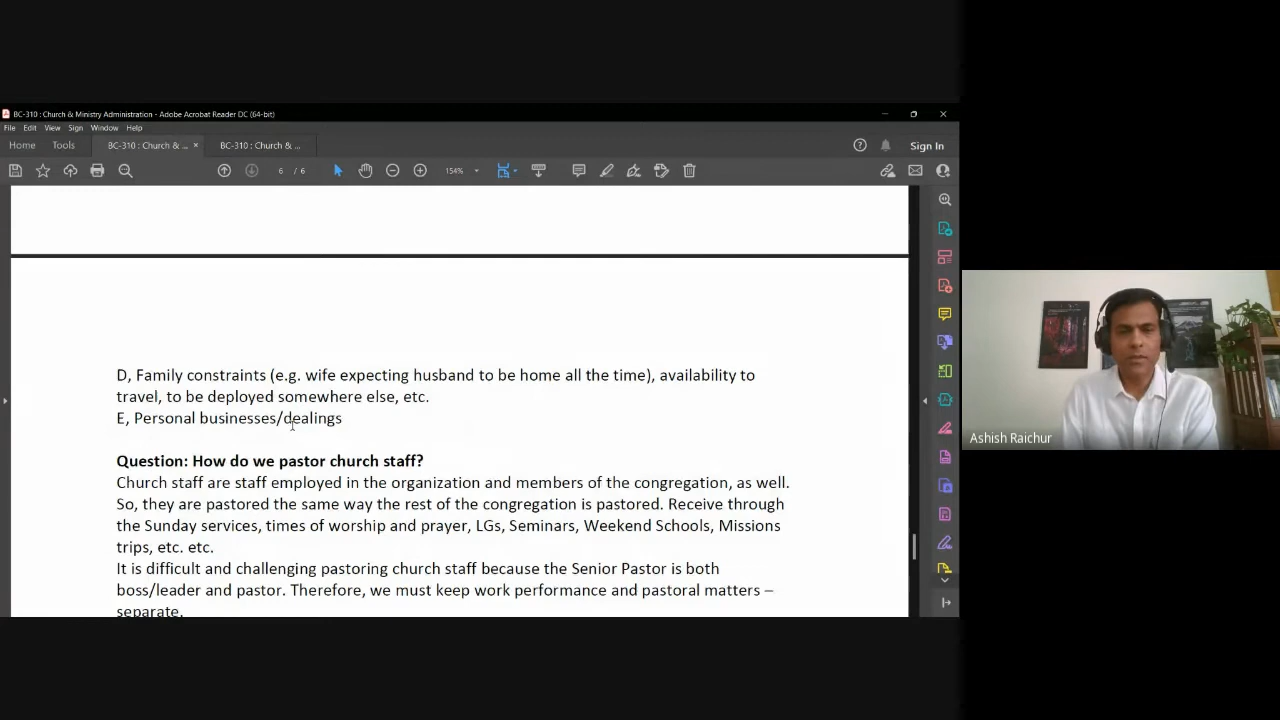 BC-310 : Church & Ministry Administration - Adobe Acrobat Reader DC (64-bit)
File Edit View Sign Window Help
Home Tools BC-310 : Church & ... × BC-310 : Church & ... Sign In
6 / 6 154%
D, Family constraints (e.g. wife expecting husband to be home all the time), availability to
travel, to be deployed somewhere else, etc.
E, Personal businesses/dealings
Question: How do we pastor church staff?
Church staff are staff employed in the organization and members of the congregation, as well.
So, they are pastored the same way the rest of the congregation is pastored. Receive through
the Sunday services, times of worship and prayer, LGs, Seminars, Weekend Schools, Missions
trips, etc. etc.
It is difficult and challenging pastoring church staff because the Senior Pastor is both
boss/leader and pastor. Therefore, we must keep work performance and pastoral matters –
separate.
Ashish Raichur